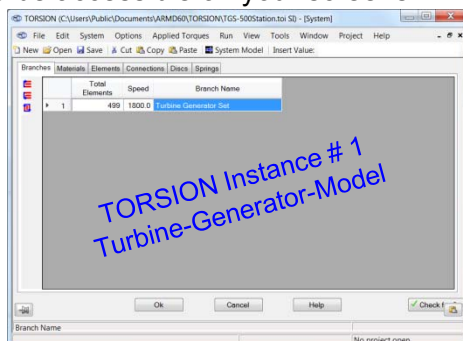 TORSION (C:\Users\Public\Documents\ARMD60\TORSION\TGS-500Station.toi SI) - [System]
File Edit System Options Applied Torques Run View Tools Window Project Help
New Open Save Cut Copy Paste System Model Insert Value:
Branches Materials Elements Connections Discs Springs
Total Elements Speed Branch Name
1 499 1800.0 Turbine Generator Set
TORSION Instance # 1
Turbine-Generator-Model
Ok Cancel Help Check
Branch Name
No project open